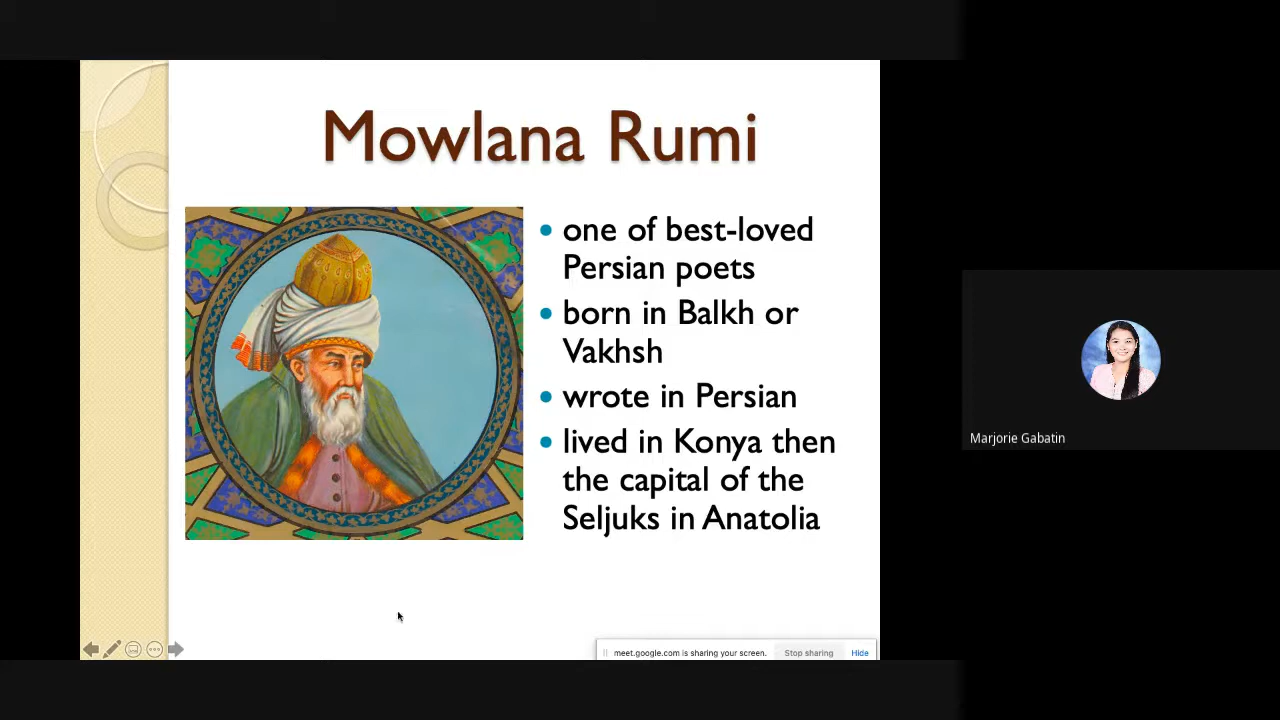 Mowlana Rumi
one of best-loved
Persian poets
born in Balkh or
Vakhsh
wrote in Persian
lived in Konya then
the capital of the
Seljuks in Anatolia
Marjorie Gabatin
meet.google.com is sharing your screen. Stop sharing Hide